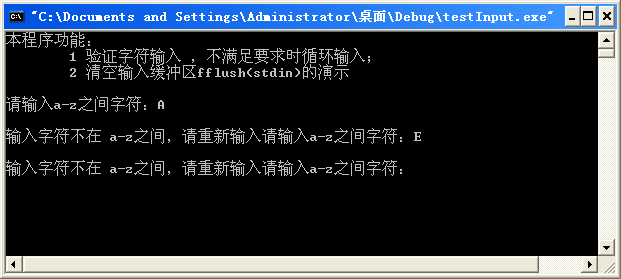 "C:\Documents and Settings\Administrator\桌面\Debug\testInput.exe"
本程序功能:
1 验证字符输入 , 不满足要求时循环输入;
2 清空输入缓冲区fflush(stdin)的演示
请输入a-z之间字符: A
输入字符不在 a-z之间, 请重新输入请输入a-z之间字符: E
输入字符不在 a-z之间, 请重新输入请输入a-z之间字符: